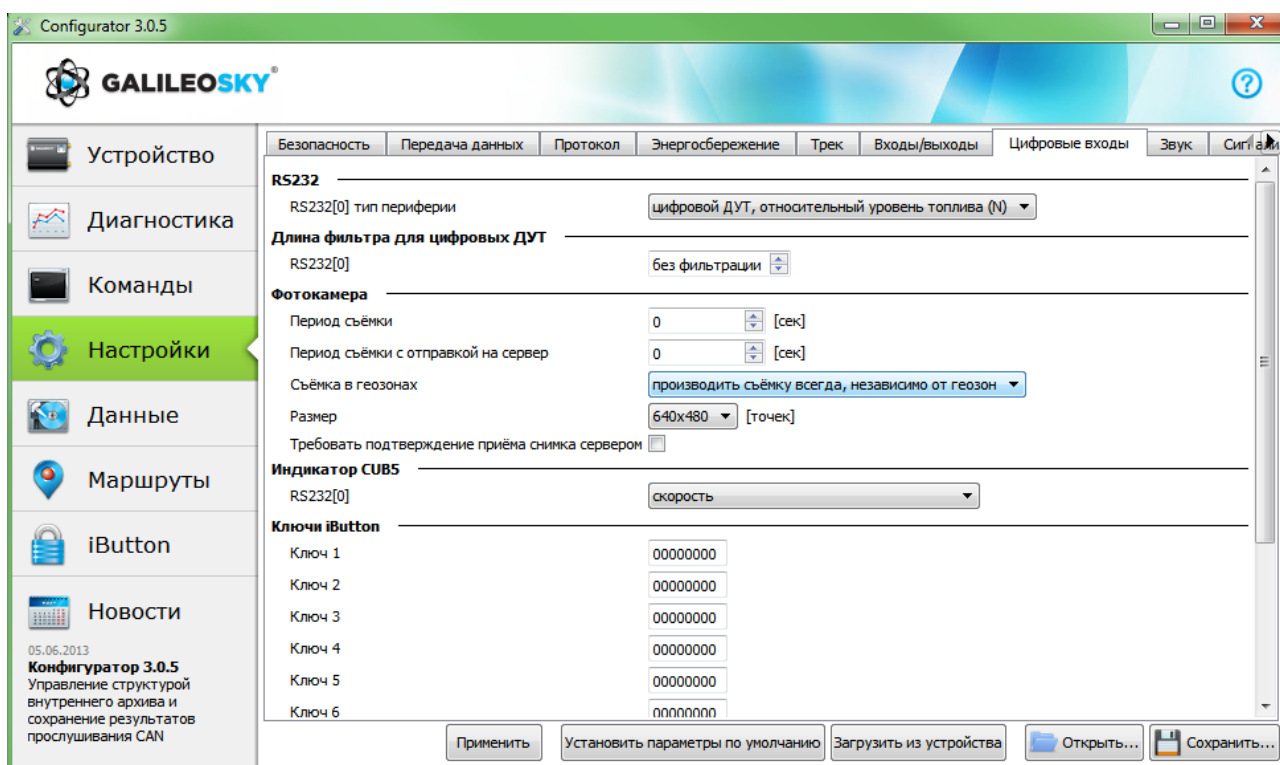 Configurator 3.0.5
GALILEOSKY®
?
Устройство
Диагностика
Команды
Настройки
Данные
Маршруты
iButton
Новости
05.06.2013
Конфигуратор 3.0.5
Управление структурой
внутреннего архива и
сохранение результатов
прослушивания CAN
Безопасность Передача данных Протокол Энергосбережение Трек Входы/выходы Цифровые входы Звук
RS232
RS232[0] тип периферии цифровой ДУТ, относительный уровень топлива (N)
Длина фильтра для цифровых ДУТ
RS232[0] без фильтрации
Фотокамера
Период съёмки 0 [сек]
Период съёмки с отправкой на сервер 0 [сек]
Съёмка в геозонах производить съёмку всегда, независимо от геозон
Размер 640x480 [точек]
Требовать подтверждение приёма снимка сервером
Индикатор CUB5
RS232[0] скорость
Ключи iButton
Ключ 1 00000000
Ключ 2 00000000
Ключ 3 00000000
Ключ 4 00000000
Ключ 5 00000000
Ключ 6 00000000
Применить Установить параметры по умолчанию Загрузить из устройства Открыть... Сохранить...